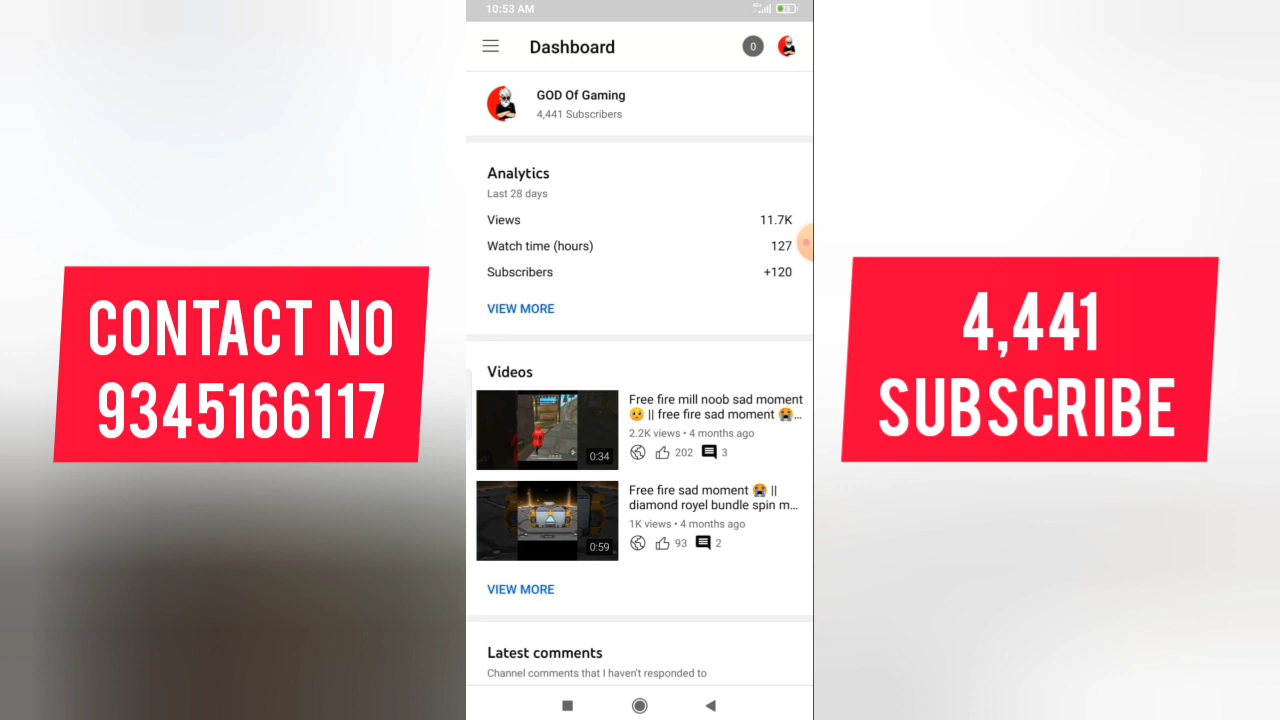 10:53 AM
Dashboard
0
GOD Of Gaming
4,441 Subscribers
Analytics
Last 28 days
Views 11.7K
Watch time (hours) 127
Subscribers +120
VIEW MORE
Videos
Free fire mill noob sad moment
🥺 || free fire sad moment 😭...
2.2K views • 4 months ago
202 3
0:34
Free fire sad moment 😭 ||
diamond royel bundle spin m...
1K views • 4 months ago
93 2
0:59
VIEW MORE
Latest comments
Channel comments that I haven't responded to
CONTACT NO
9345166117
4,441
SUBSCRIBE